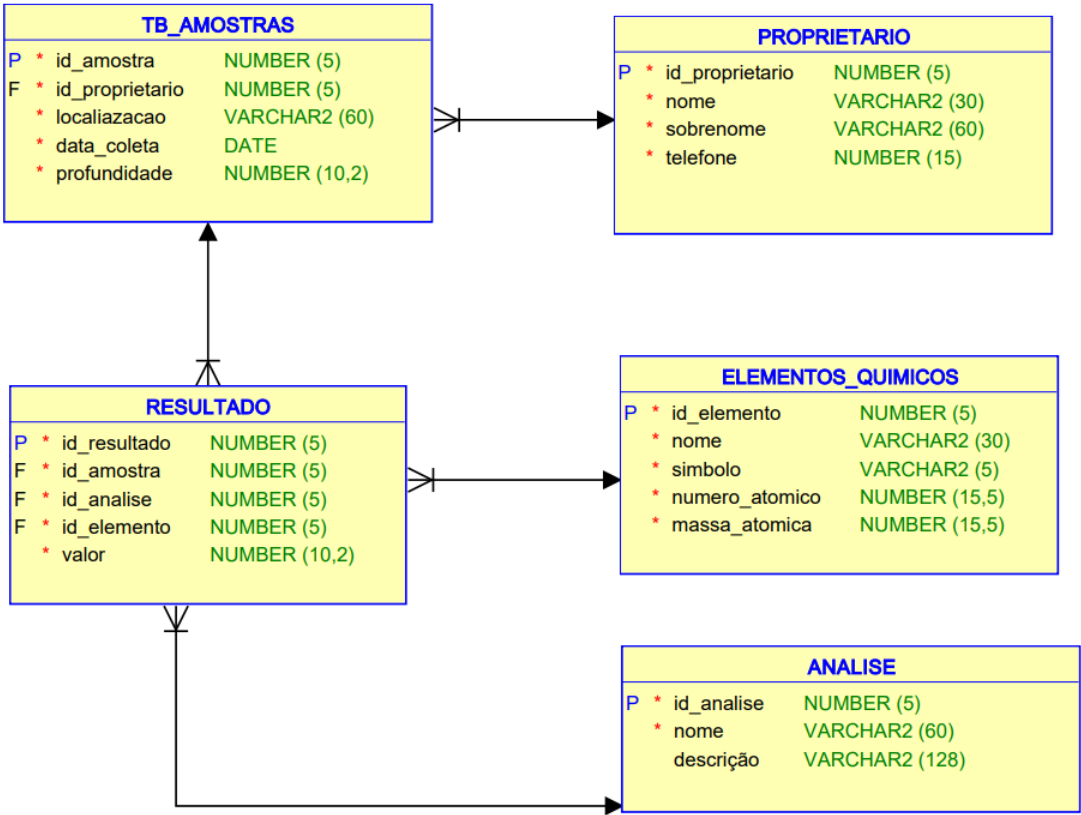 TB_AMOSTRAS
P * id_amostra NUMBER (5)
F * id_proprietario NUMBER (5)
* localiazacao VARCHAR2 (60)
* data_coleta DATE
* profundidade NUMBER (10,2)
PROPRIETARIO
P * id_proprietario NUMBER (5)
* nome VARCHAR2 (30)
* sobrenome VARCHAR2 (60)
* telefone NUMBER (15)
RESULTADO
P * id_resultado NUMBER (5)
F * id_amostra NUMBER (5)
F * id_analise NUMBER (5)
F * id_elemento NUMBER (5)
* valor NUMBER (10,2)
ELEMENTOS_QUIMICOS
P * id_elemento NUMBER (5)
* nome VARCHAR2 (30)
* simbolo VARCHAR2 (5)
* numero_atomico NUMBER (15,5)
* massa_atomica NUMBER (15,5)
ANALISE
P * id_analise NUMBER (5)
* nome VARCHAR2 (60)
descrição VARCHAR2 (128)